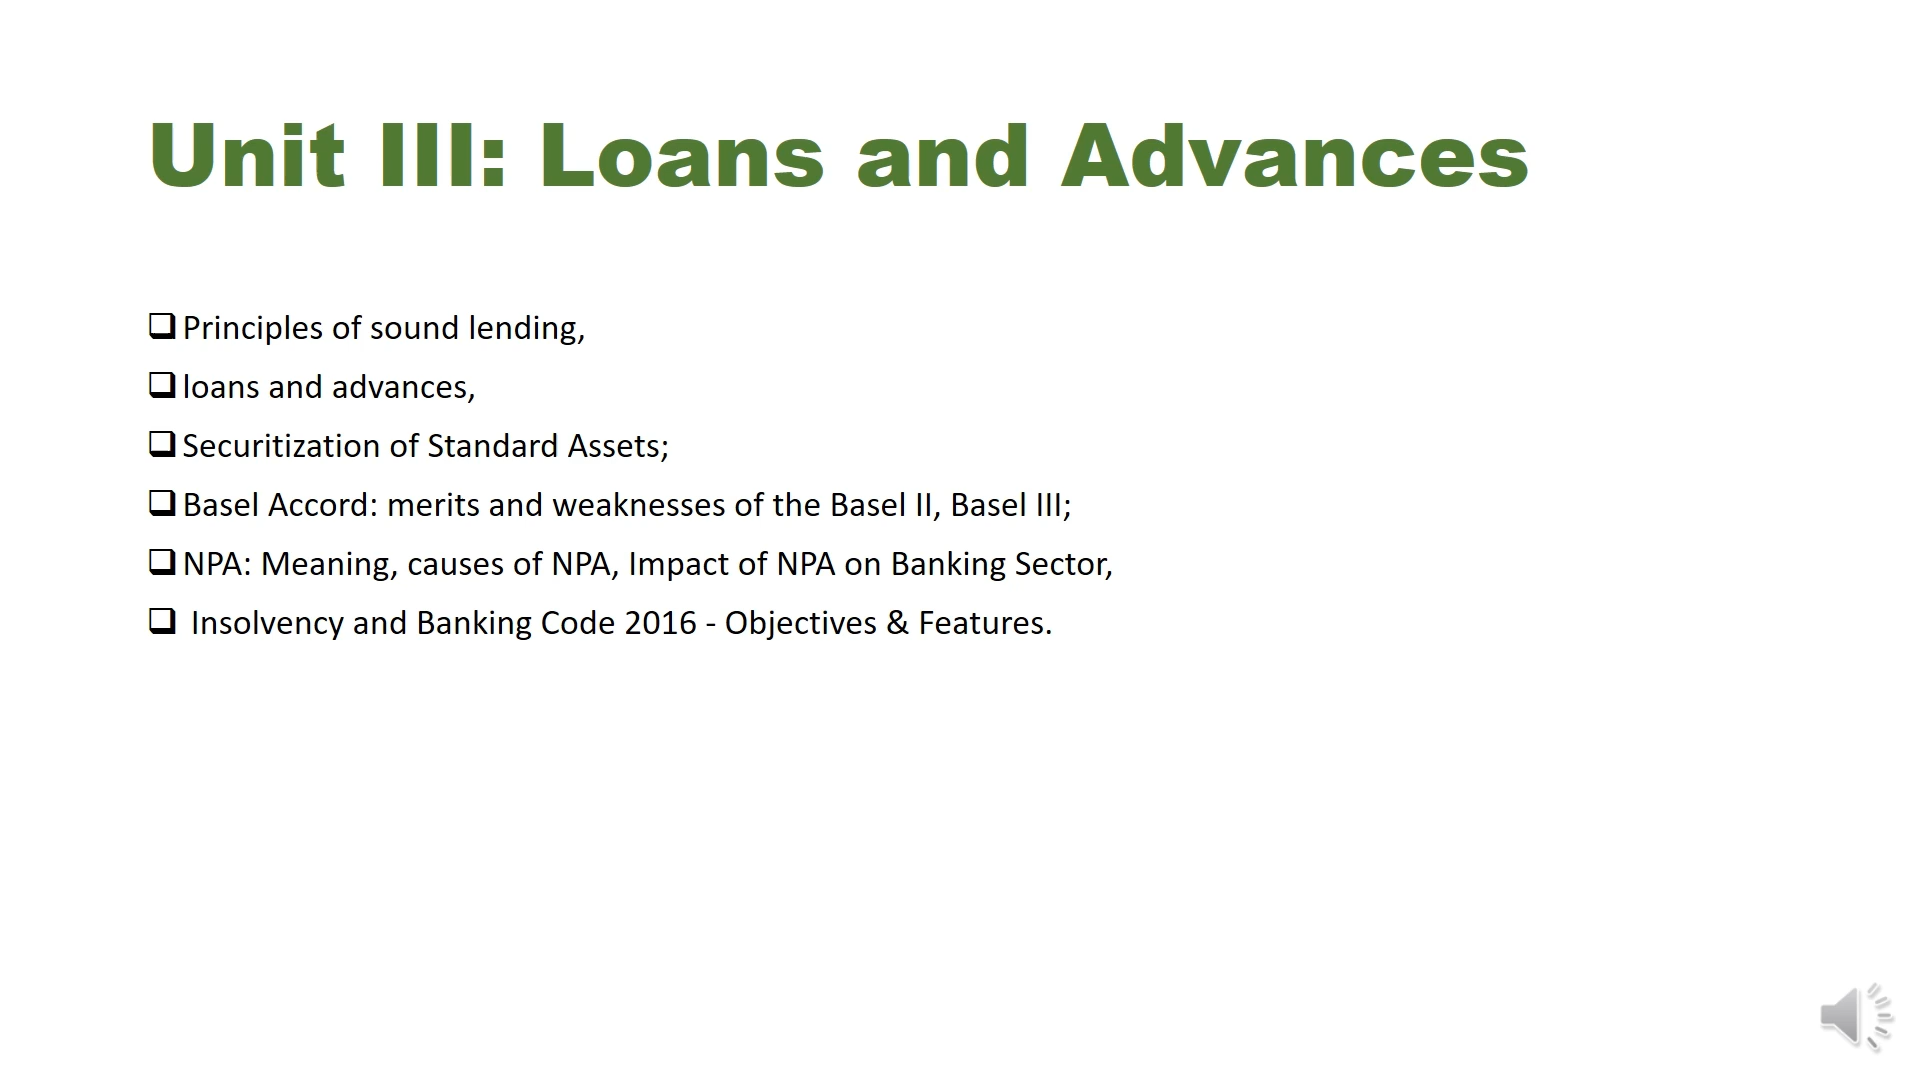 Unit III: Loans and Advances
❑ Principles of sound lending,
❑ loans and advances,
❑ Securitization of Standard Assets;
❑ Basel Accord: merits and weaknesses of the Basel II, Basel III;
❑ NPA: Meaning, causes of NPA, Impact of NPA on Banking Sector,
❑ Insolvency and Banking Code 2016 - Objectives & Features.